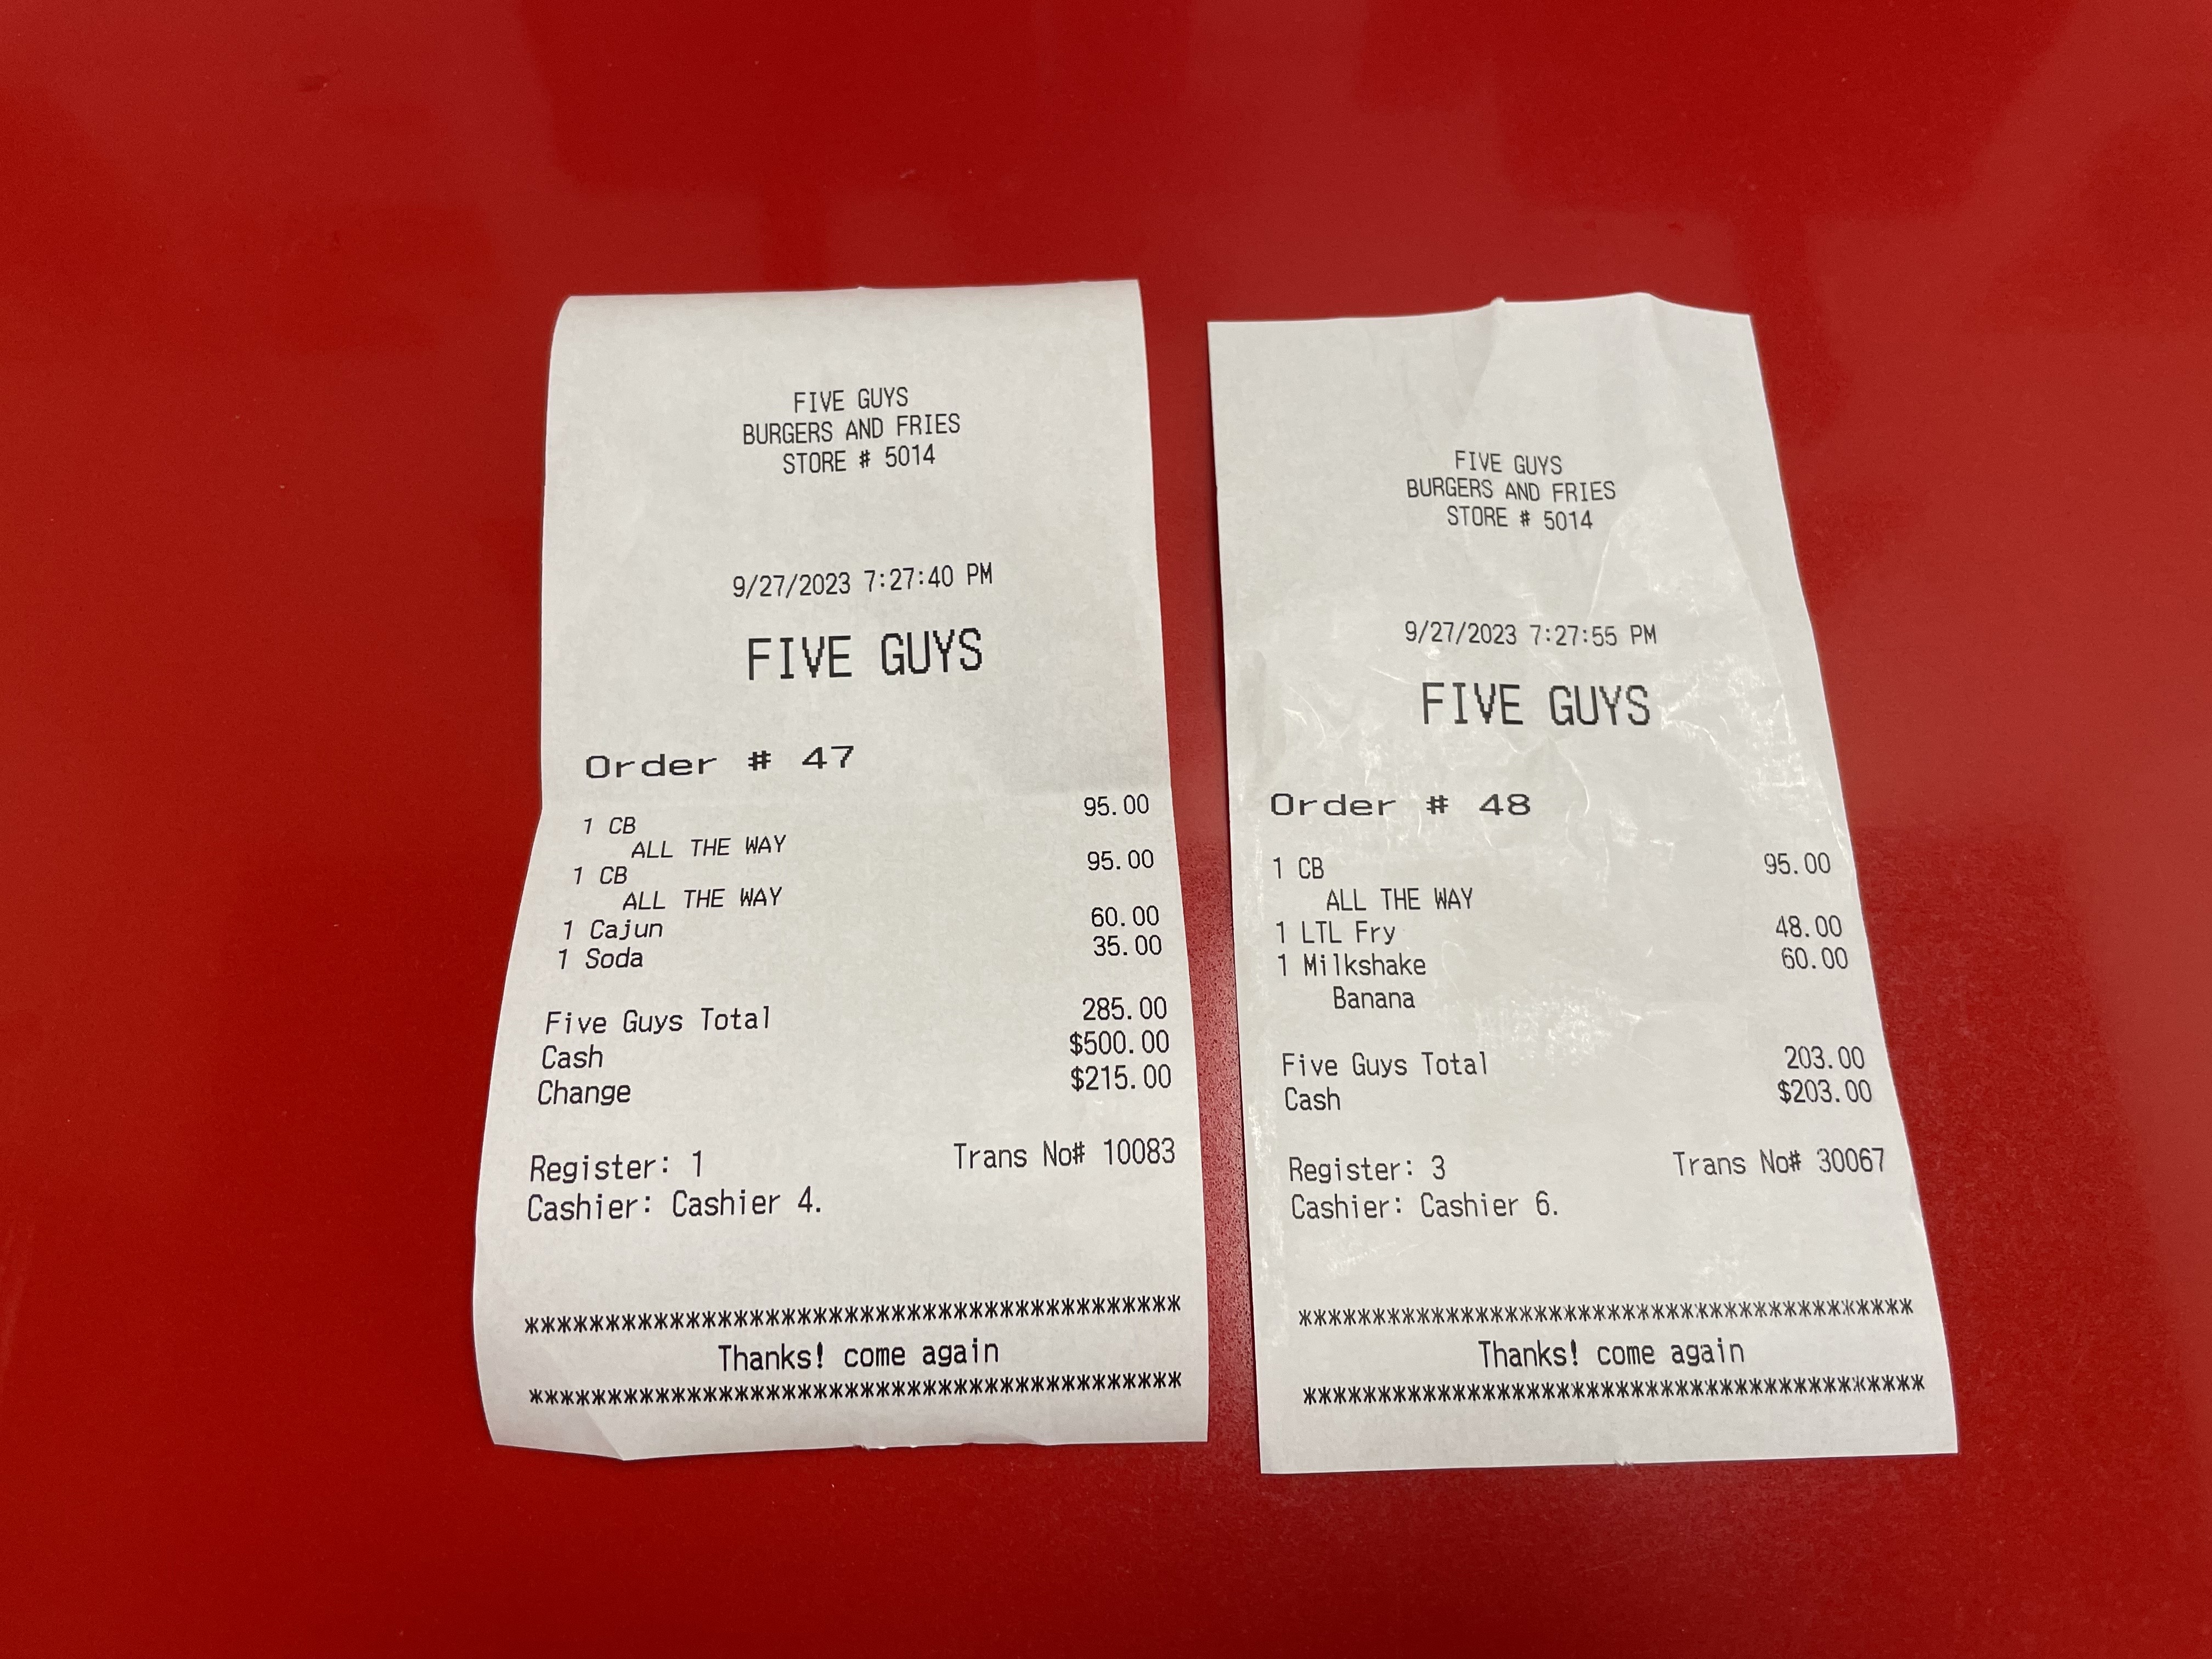 FIVE GUYS
BURGERS AND FRIES
STORE # 5014
9/27/2023 7:27:40 PM
FIVE GUYS
Order # 47
1 CB 95.00
ALL THE WAY
1 CB 95.00
ALL THE WAY
1 Cajun 60.00
1 Soda 35.00
Five Guys Total 285.00
Cash $500.00
Change $215.00
Register: 1 Trans No# 10083
Cashier: Cashier 4.
*****************************************
Thanks! come again
*****************************************
FIVE GUYS
BURGERS AND FRIES
STORE # 5014
9/27/2023 7:27:55 PM
FIVE GUYS
Order # 48
1 CB 95.00
ALL THE WAY
1 LTL Fry 48.00
1 Milkshake 60.00
Banana
Five Guys Total 203.00
Cash $203.00
Register: 3 Trans No# 30067
Cashier: Cashier 6.
*****************************************
Thanks! come again
*****************************************